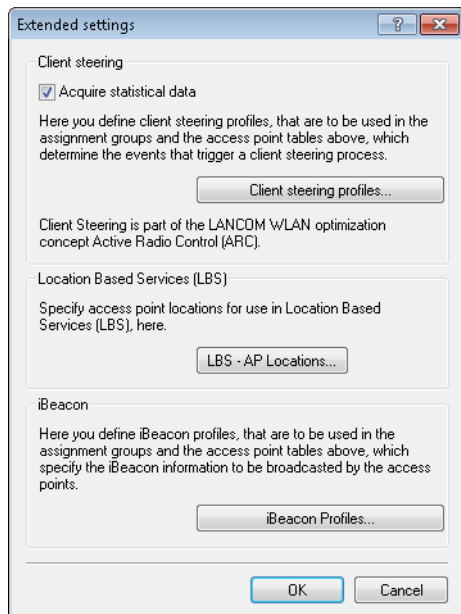 Extended settings
?
Client steering
Acquire statistical data
Here you define client steering profiles, that are to be used in the
assignment groups and the access point tables above, which
determine the events that trigger a client steering process.
Client steering profiles...
Client Steering is part of the LANCOM WLAN optimization
concept Active Radio Control (ARC).
Location Based Services (LBS)
Specify access point locations for use in Location Based
Services (LBS), here.
LBS - AP Locations...
iBeacon
Here you define iBeacon profiles, that are to be used in the
assignment groups and the access point tables above, which
specify the iBeacon information to be broadcasted by the access
points.
iBeacon Profiles...
OK
Cancel